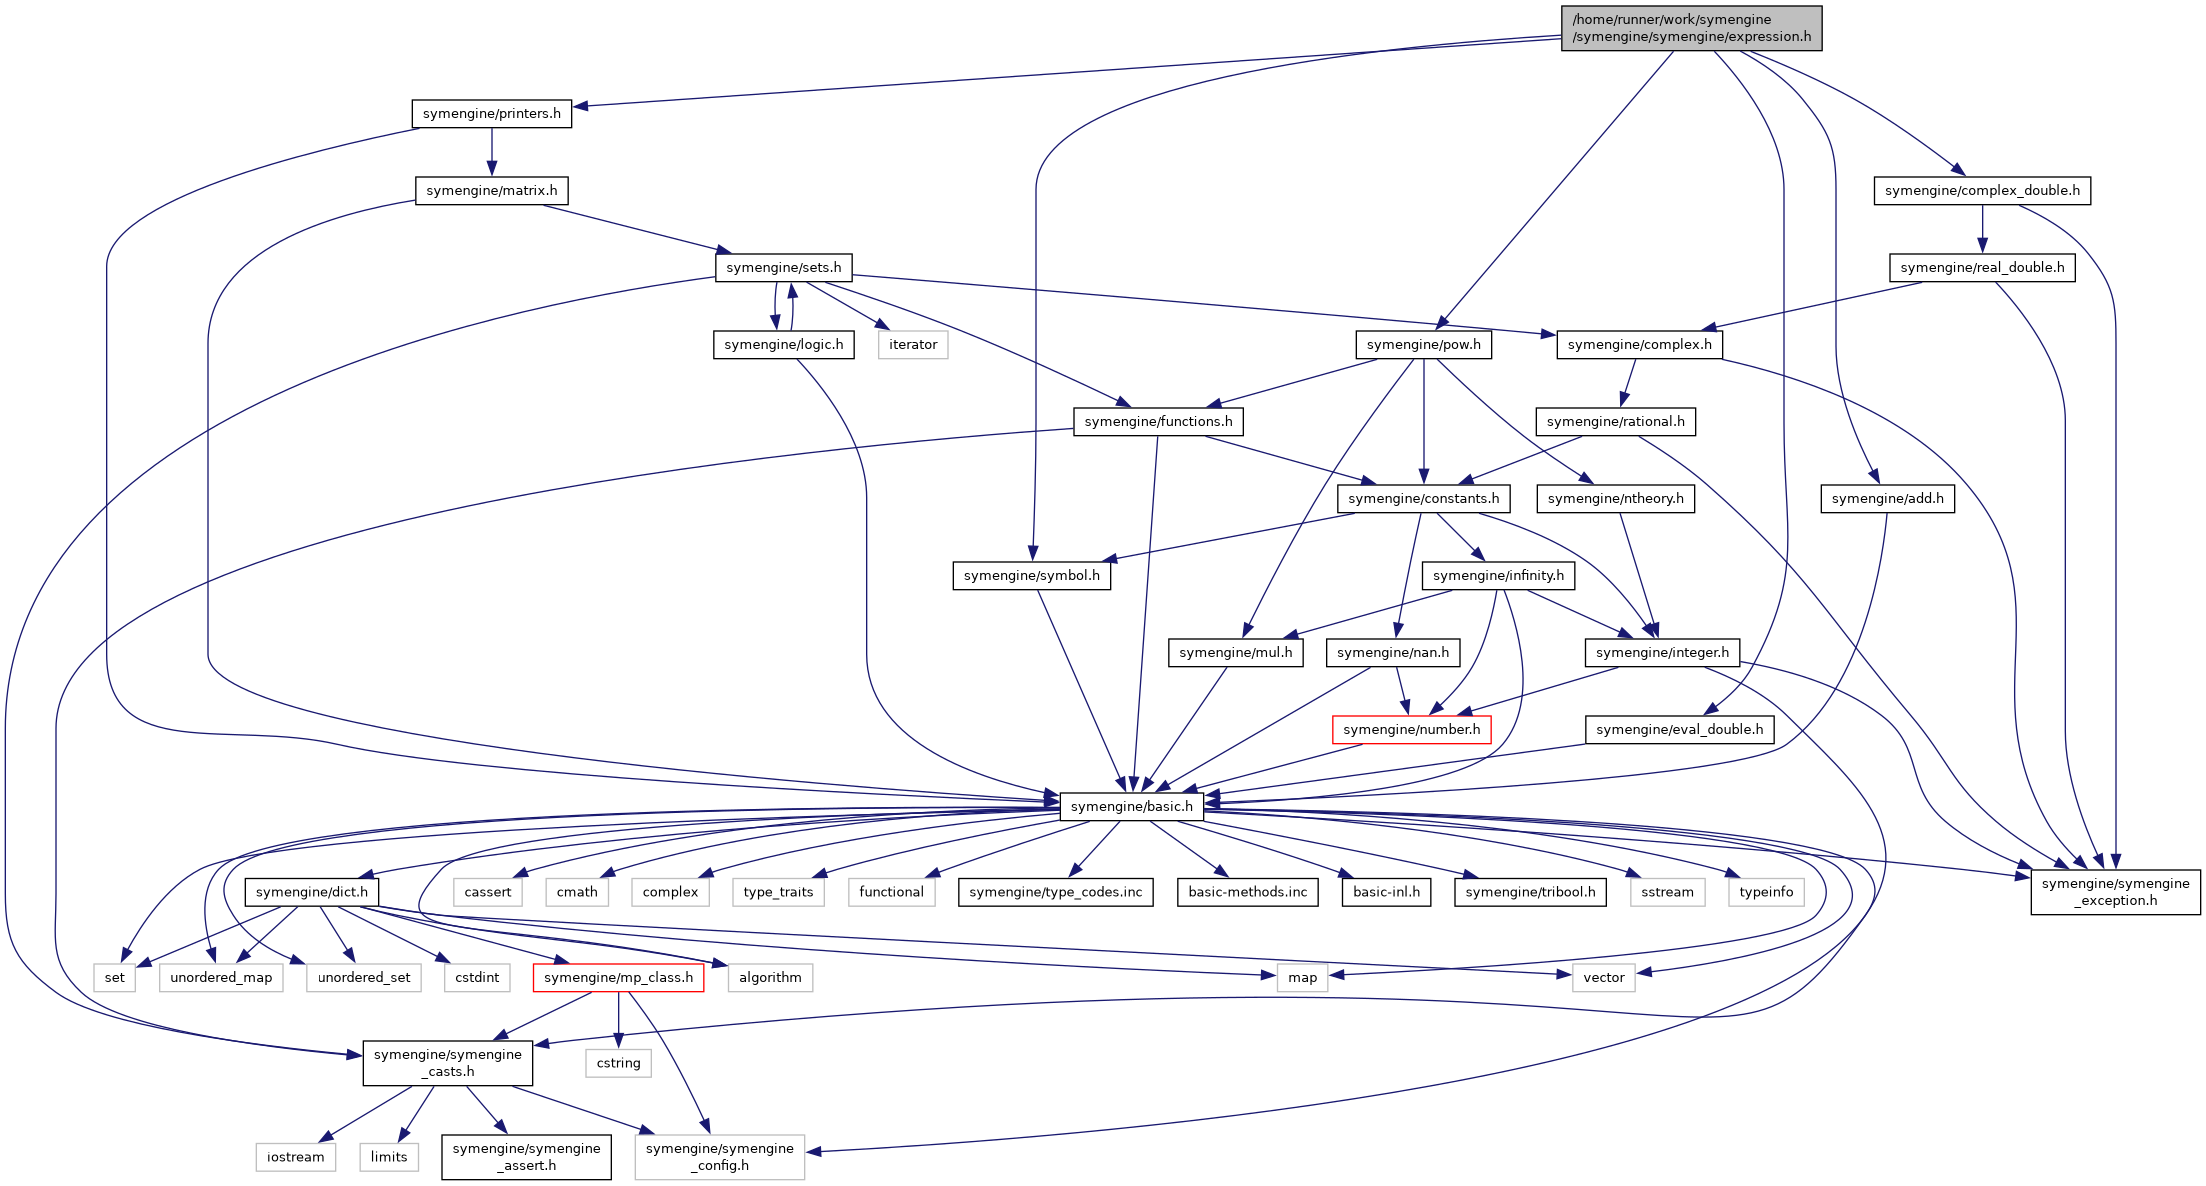 /home/runner/work/symengine
/symengine/symengine/expression.h
symengine/printers.h
symengine/matrix.h
symengine/complex_double.h
symengine/sets.h
symengine/real_double.h
symengine/logic.h
iterator
symengine/pow.h
symengine/complex.h
symengine/functions.h
symengine/rational.h
symengine/constants.h
symengine/ntheory.h
symengine/add.h
symengine/symbol.h
symengine/infinity.h
symengine/mul.h
symengine/nan.h
symengine/integer.h
symengine/number.h
symengine/eval_double.h
symengine/basic.h
symengine/dict.h
cassert
cmath
complex
type_traits
functional
symengine/type_codes.inc
basic-methods.inc
basic-inl.h
symengine/tribool.h
sstream
typeinfo
symengine/symengine
_exception.h
set
unordered_map
unordered_set
cstdint
symengine/mp_class.h
algorithm
map
vector
symengine/symengine
_casts.h
cstring
iostream
limits
symengine/symengine
_assert.h
symengine/symengine
_config.h